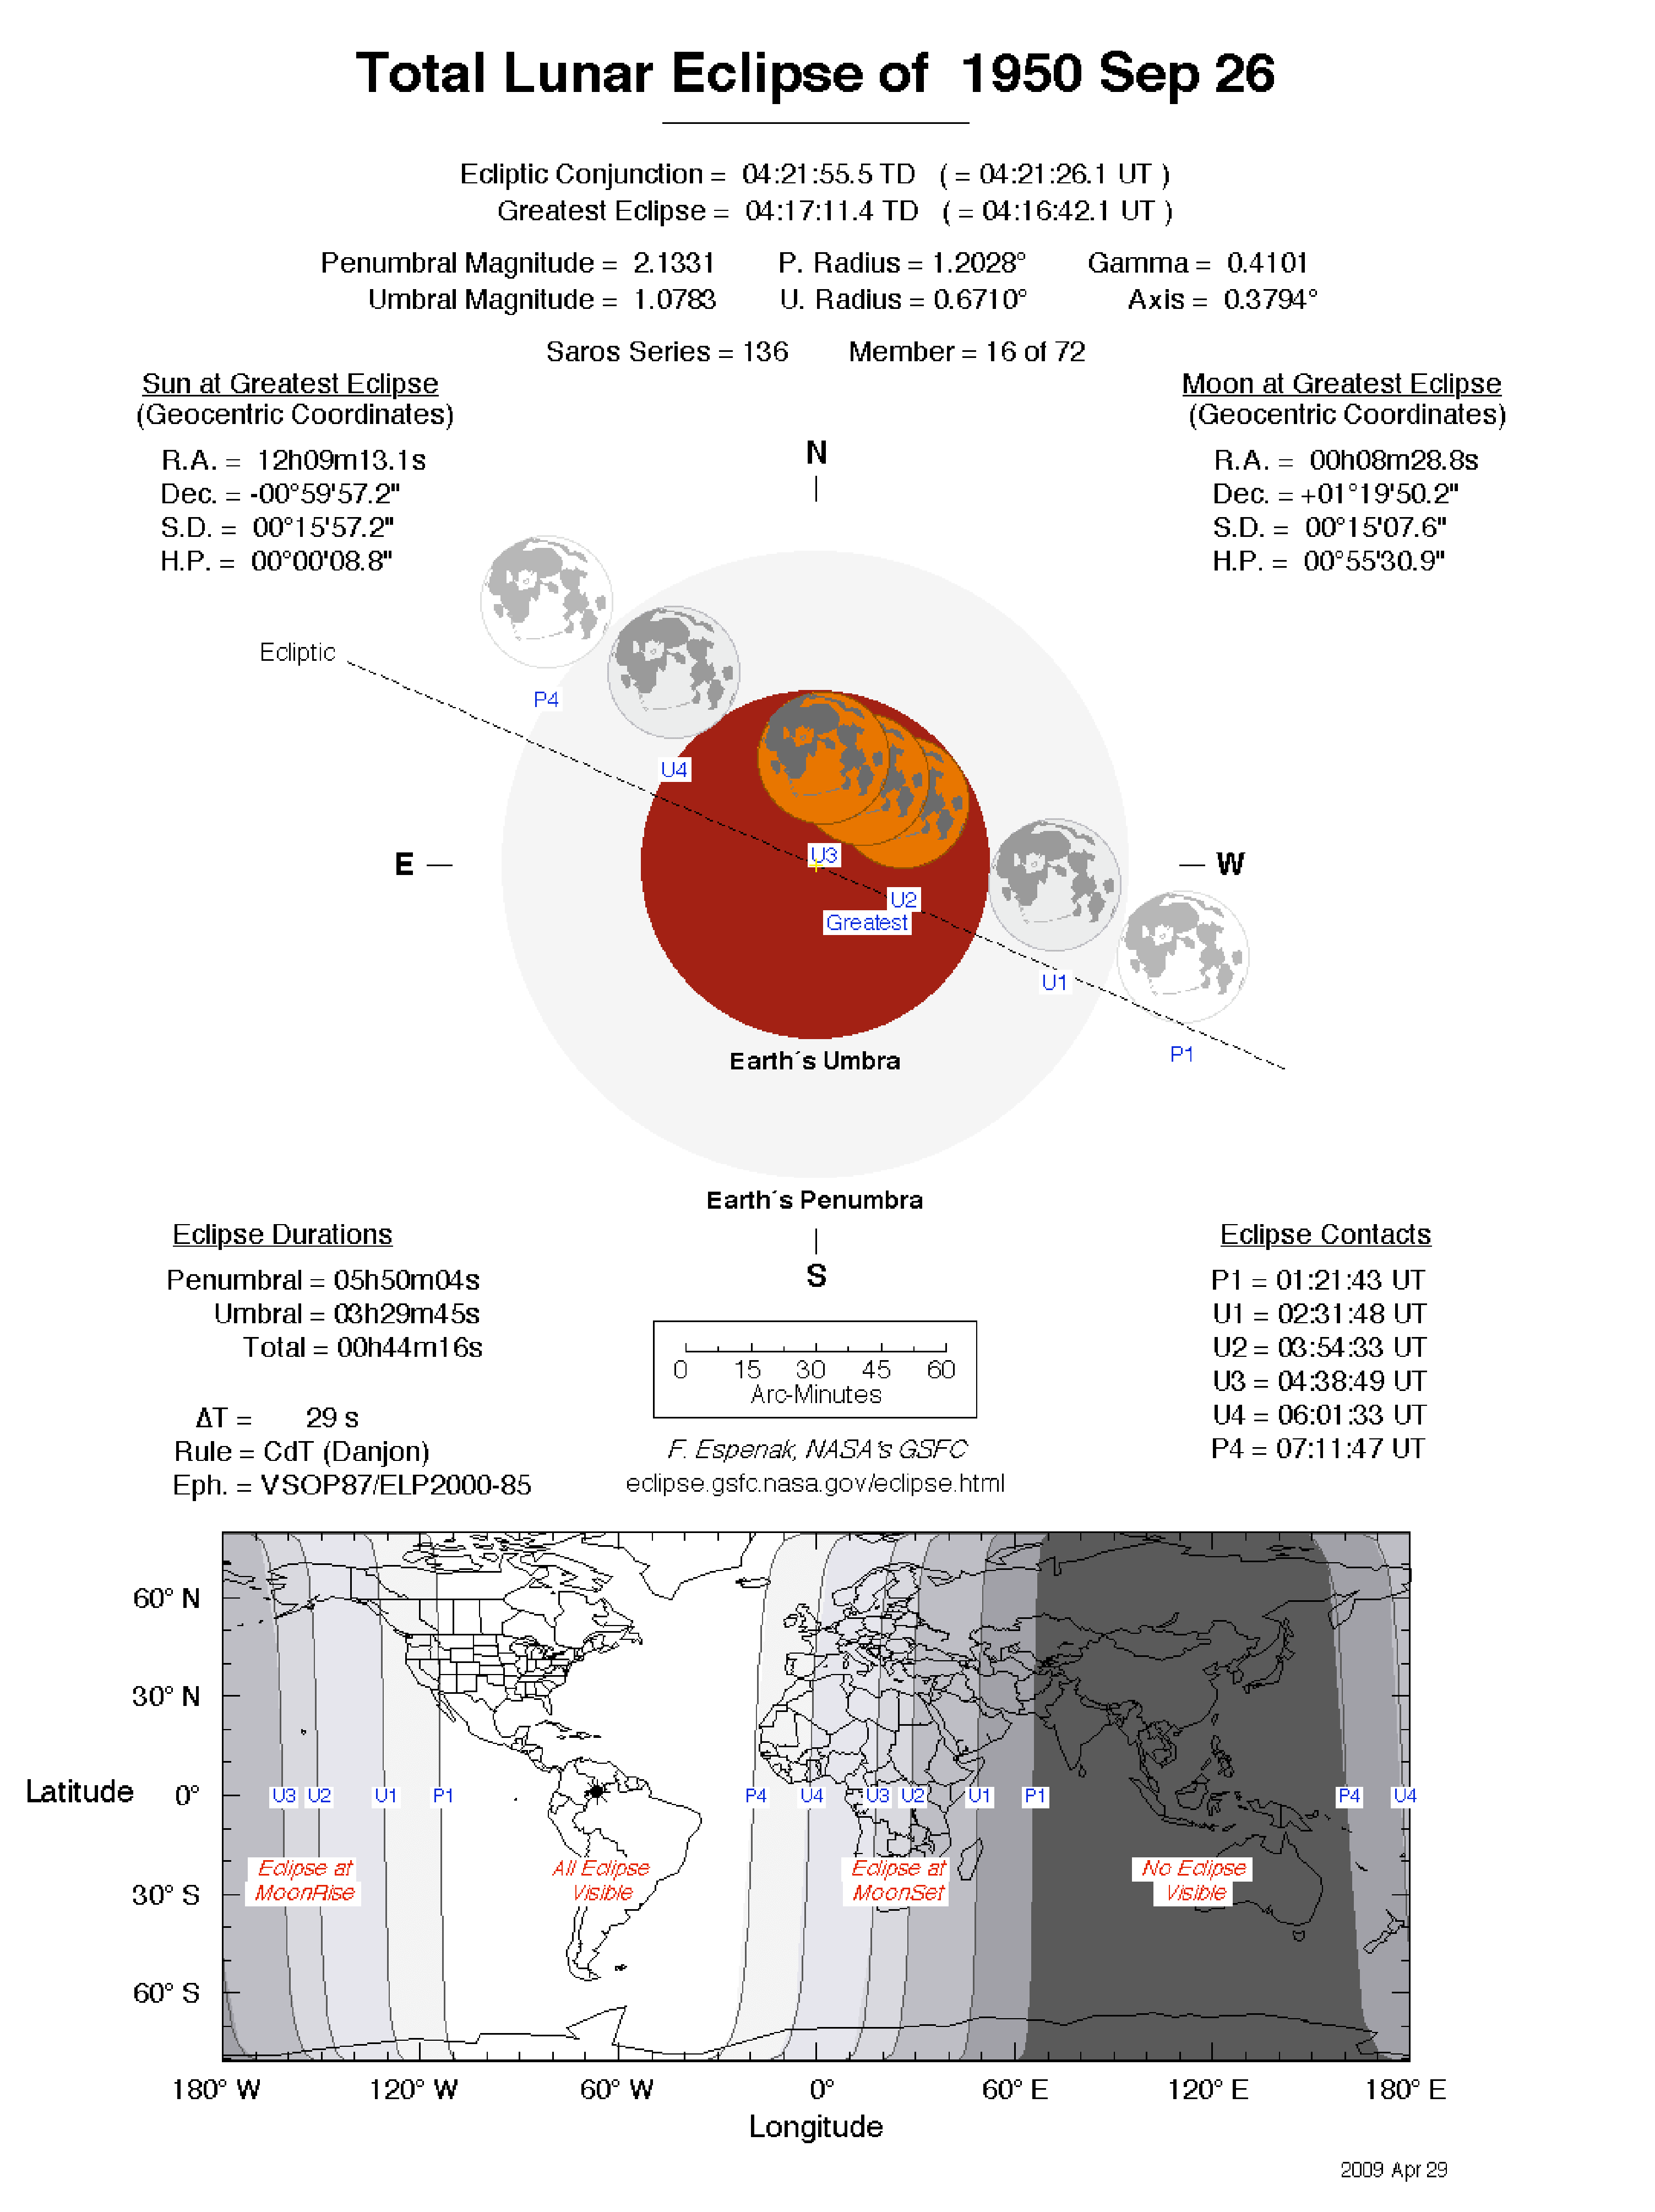 Total Lunar Eclipse of 1950 Sep 26
Ecliptic Conjunction = 04:21:55.5 TD ( = 04:21:26.1 UT )
Greatest Eclipse = 04:17:11.4 TD ( = 04:16:42.1 UT )
Penumbral Magnitude = 2.1331 P. Radius = 1.2028° Gamma = 0.4101
Umbral Magnitude = 1.0783 U. Radius = 0.6710° Axis = 0.3794°
Saros Series = 136 Member = 16 of 72
Sun at Greatest Eclipse
(Geocentric Coordinates)
R.A. = 12h09m13.1s
Dec. = -00°59'57.2"
S.D. = 00°15'57.2"
H.P. = 00°00'08.8"
Moon at Greatest Eclipse
(Geocentric Coordinates)
R.A. = 00h08m28.8s
Dec. = +01°19'50.2"
S.D. = 00°15'07.6"
H.P. = 00°55'30.9"
N
Ecliptic
P4
U4
U3
E
W
U2
Greatest
U1
P1
Earth´s Umbra
Earth´s Penumbra
S
Eclipse Durations
Penumbral = 05h50m04s
Umbral = 03h29m45s
Total = 00h44m16s
ΔT = 29 s
Rule = CdT (Danjon)
Eph. = VSOP87/ELP2000-85
0 15 30 45 60
Arc-Minutes
F. Espenak, NASA's GSFC
eclipse.gsfc.nasa.gov/eclipse.html
Eclipse Contacts
P1 = 01:21:43 UT
U1 = 02:31:48 UT
U2 = 03:54:33 UT
U3 = 04:38:49 UT
U4 = 06:01:33 UT
P4 = 07:11:47 UT
60° N
30° N
Latitude 0°
30° S
60° S
U3 U2 U1 P1 P4 U4 U3 U2 U1 P1 P4 U4
Eclipse at
MoonRise
All Eclipse
Visible
Eclipse at
MoonSet
No Eclipse
Visible
180° W 120° W 60° W 0° 60° E 120° E 180° E
Longitude
2009 Apr 29